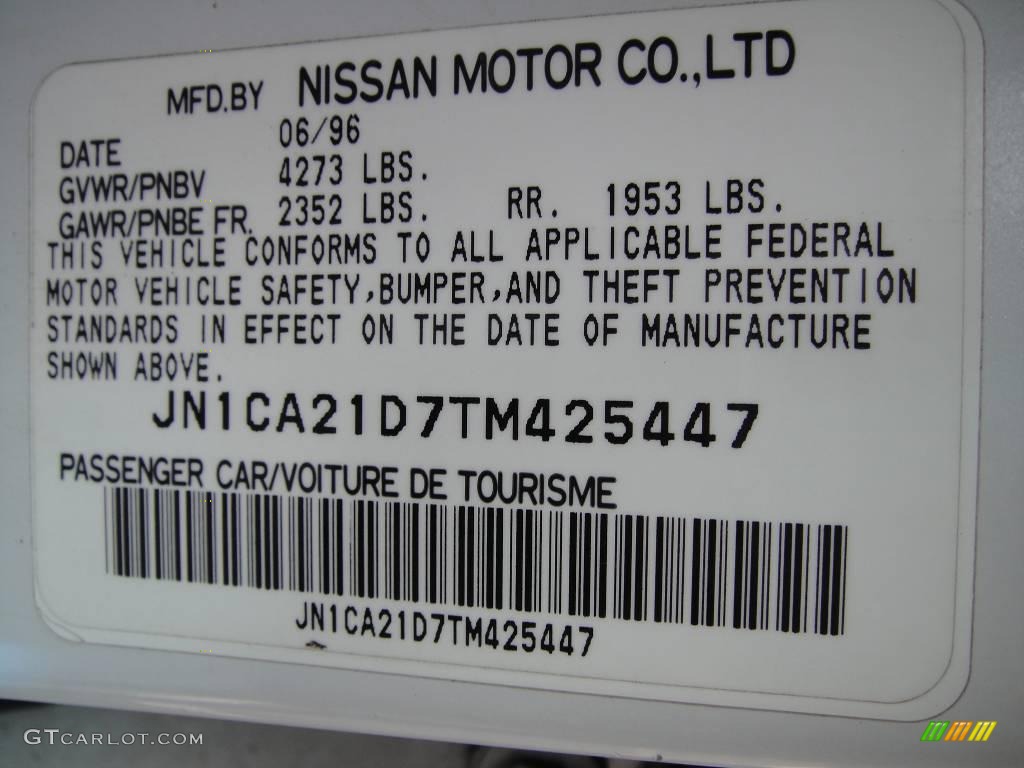 MFD.BY NISSAN MOTOR CO.,LTD
DATE 06/96
GVWR/PNBV 4273 LBS.
GAWR/PNBE FR. 2352 LBS. RR. 1953 LBS.
THIS VEHICLE CONFORMS TO ALL APPLICABLE FEDERAL
MOTOR VEHICLE SAFETY,BUMPER,AND THEFT PREVENTION
STANDARDS IN EFFECT ON THE DATE OF MANUFACTURE
SHOWN ABOVE.
JN1CA21D7TM425447
PASSENGER CAR/VOITURE DE TOURISME
JN1CA21D7TM425447
GTCARLOT.COM